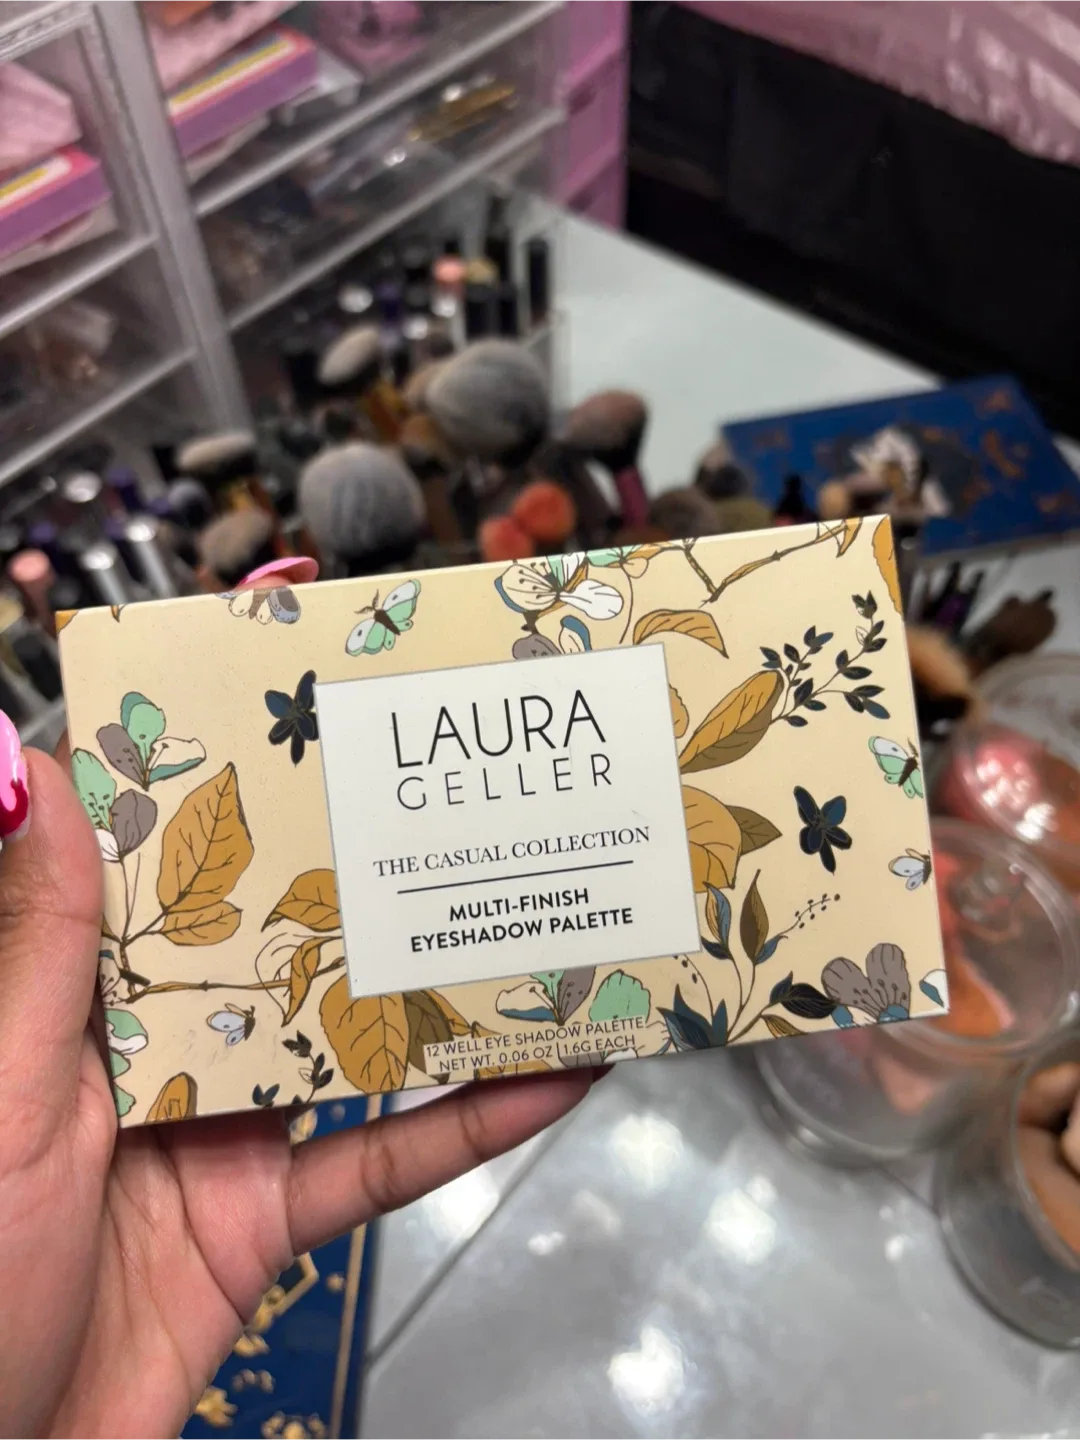 LAURA
GELLER
THE CASUAL COLLECTION
MULTI-FINISH
EYESHADOW PALETTE
12 WELL EYE SHADOW PALETTE
NET WT. 0.06 OZ | 1.6G EACH